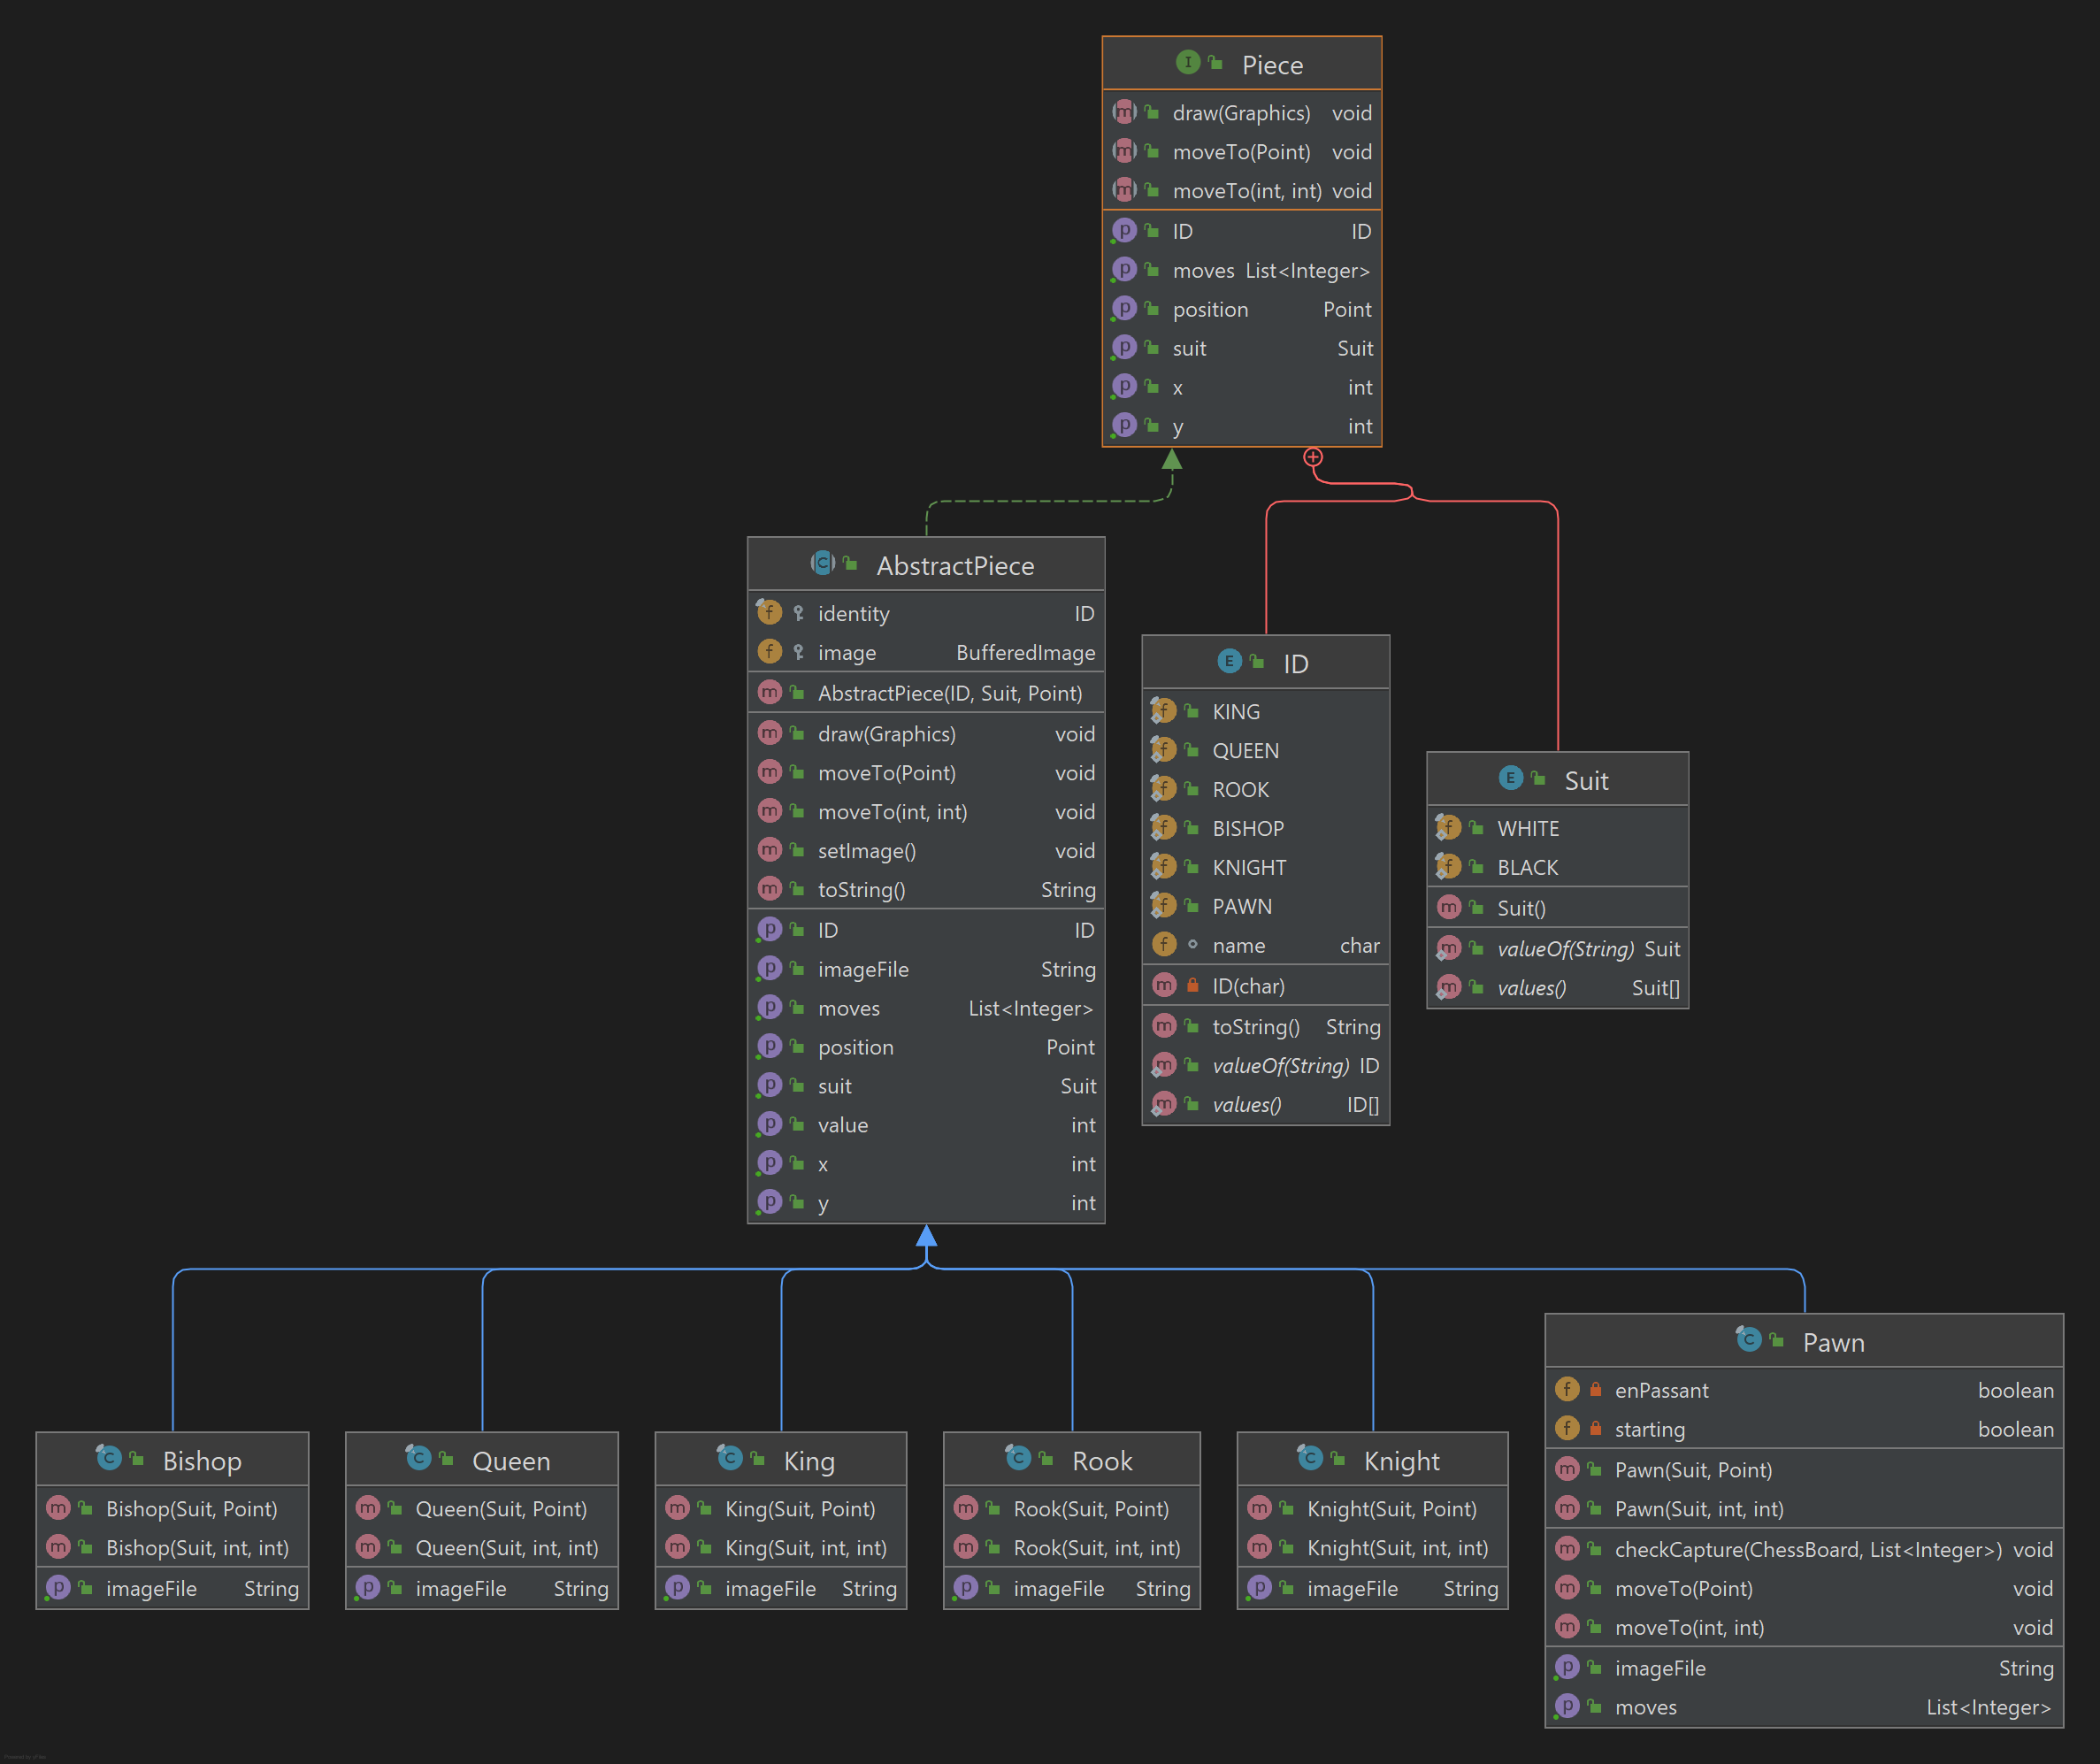 Piece
draw(Graphics) void
moveTo(Point) void
moveTo(int, int) void
ID ID
moves List<Integer>
position Point
suit Suit
x int
y int
AbstractPiece
identity ID
image BufferedImage
AbstractPiece(ID, Suit, Point)
draw(Graphics) void
moveTo(Point) void
moveTo(int, int) void
setImage() void
toString() String
ID ID
imageFile String
moves List<Integer>
position Point
suit Suit
value int
x int
y int
ID
KING
QUEEN
ROOK
BISHOP
KNIGHT
PAWN
name char
ID(char)
toString() String
valueOf(String) ID
values() ID[]
Suit
WHITE
BLACK
Suit()
valueOf(String) Suit
values() Suit[]
Bishop
Bishop(Suit, Point)
Bishop(Suit, int, int)
imageFile String
Queen
Queen(Suit, Point)
Queen(Suit, int, int)
imageFile String
King
King(Suit, Point)
King(Suit, int, int)
imageFile String
Rook
Rook(Suit, Point)
Rook(Suit, int, int)
imageFile String
Knight
Knight(Suit, Point)
Knight(Suit, int, int)
imageFile String
Pawn
enPassant boolean
starting boolean
Pawn(Suit, Point)
Pawn(Suit, int, int)
checkCapture(ChessBoard, List<Integer>) void
moveTo(Point) void
moveTo(int, int) void
imageFile String
moves List<Integer>
Powered by yFiles